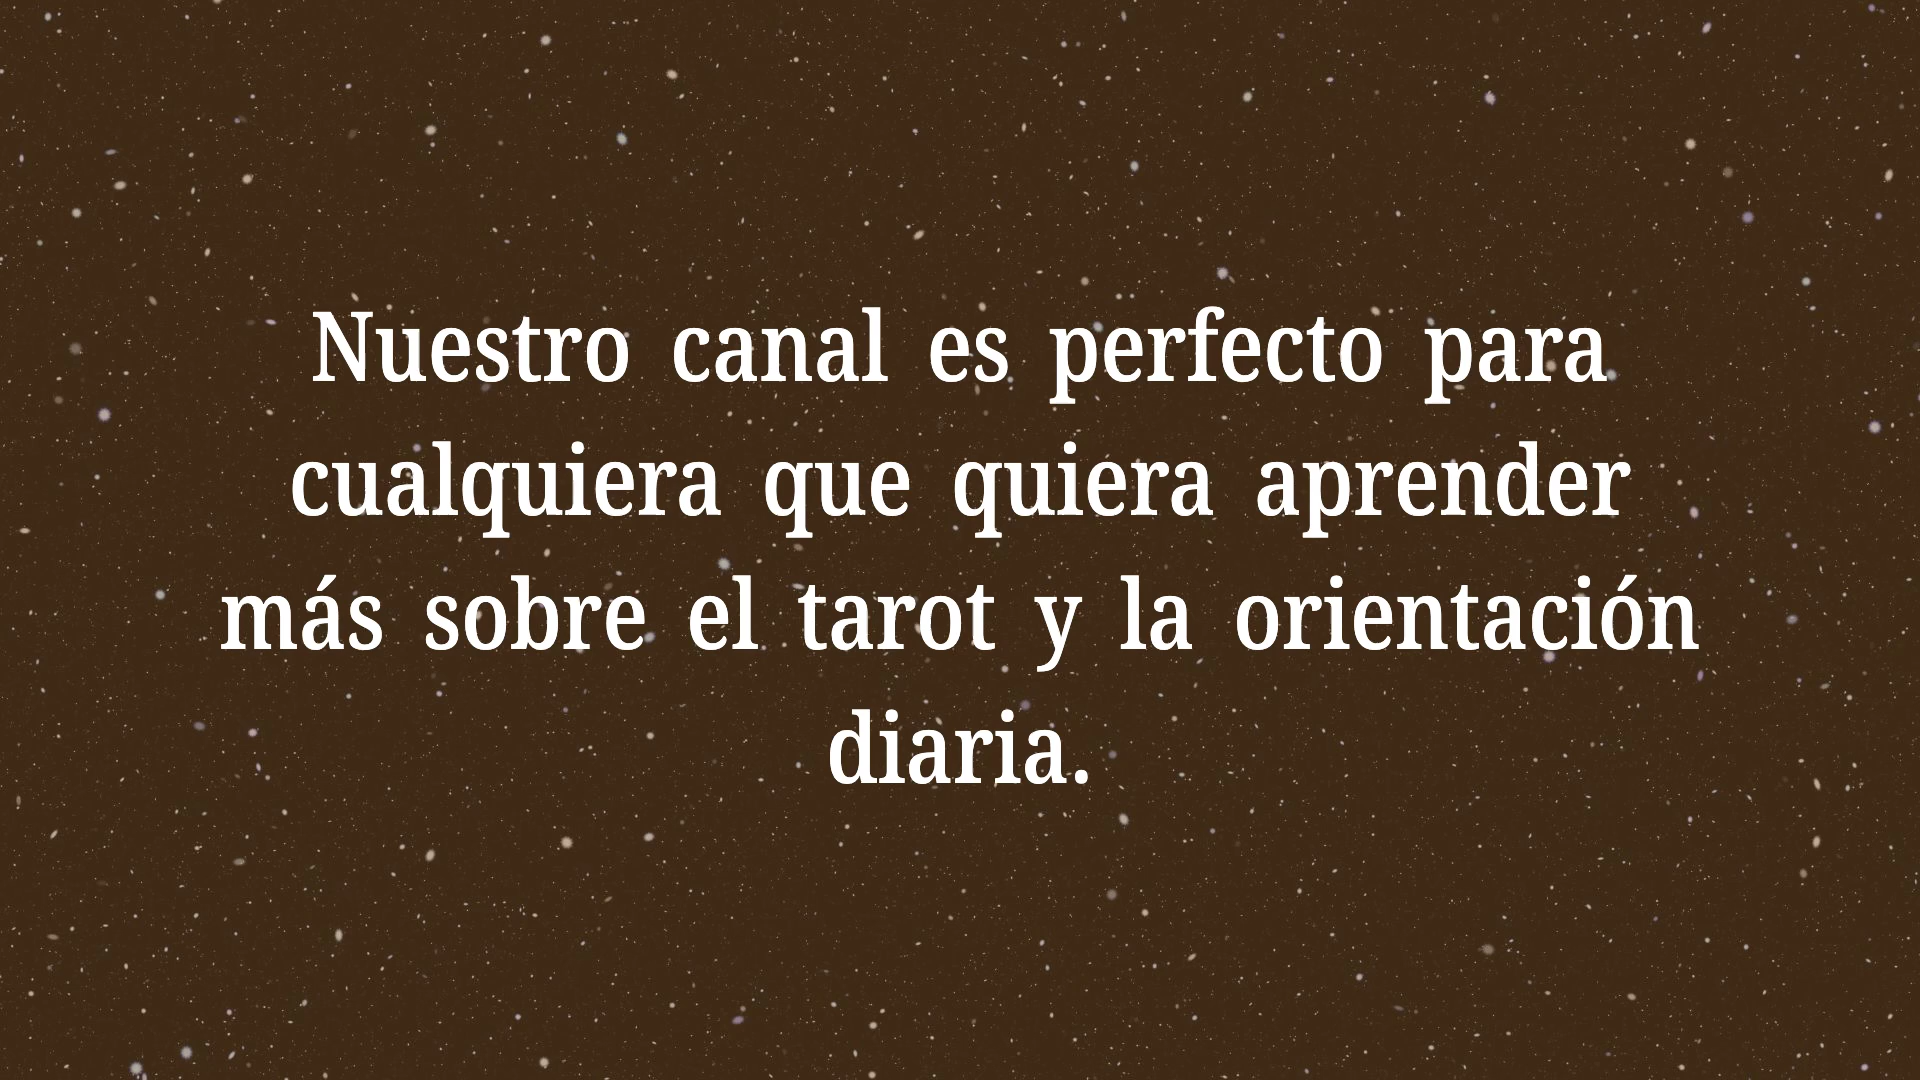 Nuestro canal es perfecto para
cualquiera que quiera aprender
más sobre el tarot y la orientación
diaria.